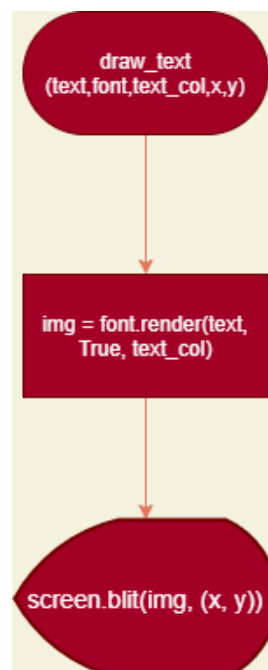 draw_text
(text,font,text_col,x,y)
img = font.render(text,
True, text_col)
screen.blit(img, (x, y))